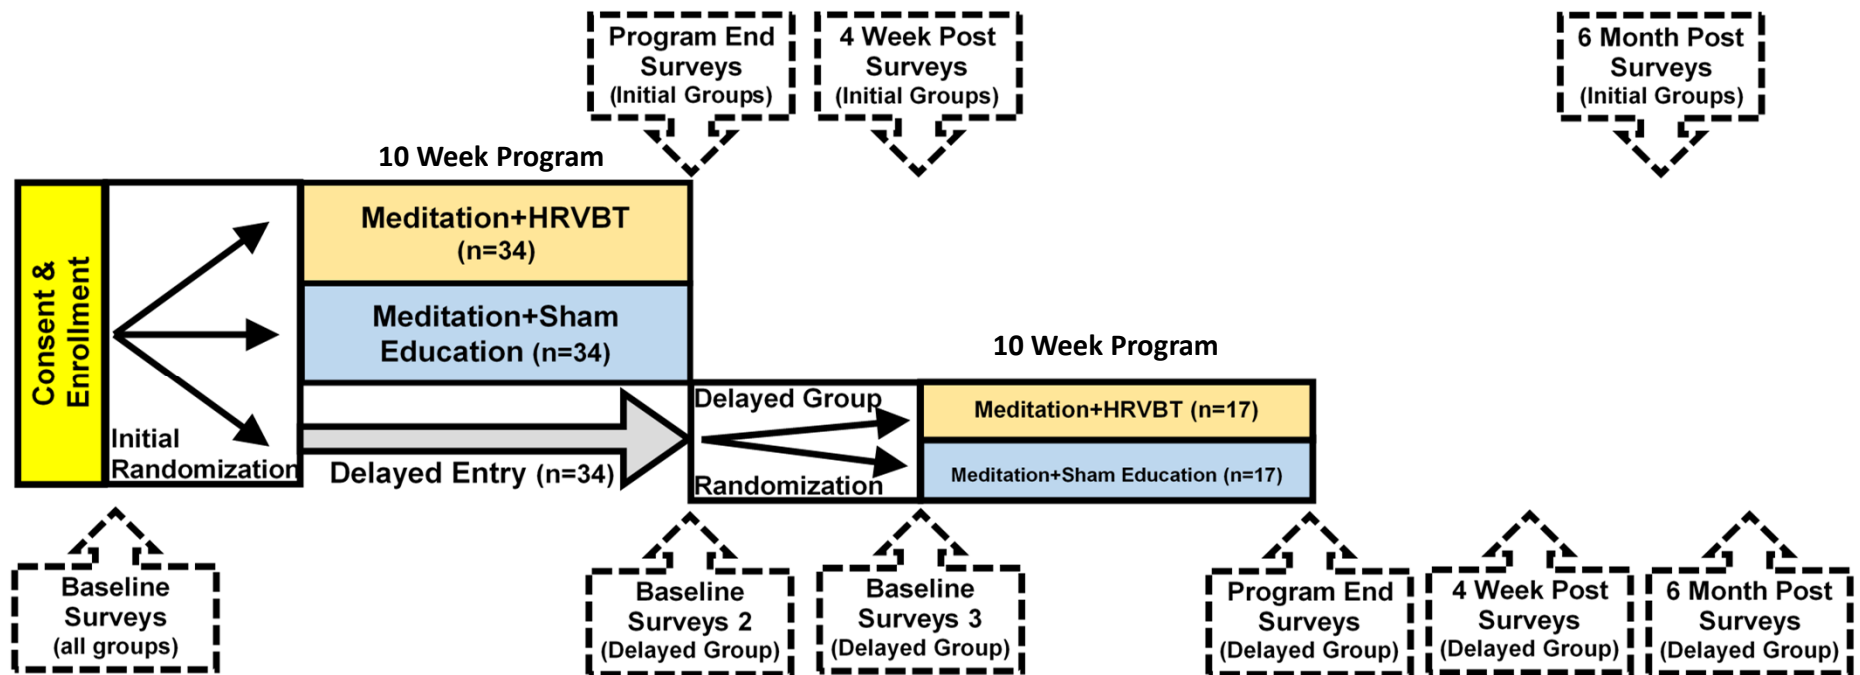 Program End
Surveys
(Initial Groups)
4 Week Post
Surveys
(Initial Groups)
6 Month Post
Surveys
(Initial Groups)
10 Week Program
Consent &
Enrollment
Initial
Randomization
Meditation+HRVBT
(n=34)
Meditation+Sham
Education (n=34)
Delayed Entry (n=34)
10 Week Program
Delayed Group
Randomization
Meditation+HRVBT (n=17)
Meditation+Sham Education (n=17)
Baseline
Surveys
(all groups)
Baseline
Surveys 2
(Delayed Group)
Baseline
Surveys 3
(Delayed Group)
Program End
Surveys
(Delayed Group)
4 Week Post
Surveys
(Delayed Group)
6 Month Post
Surveys
(Delayed Group)